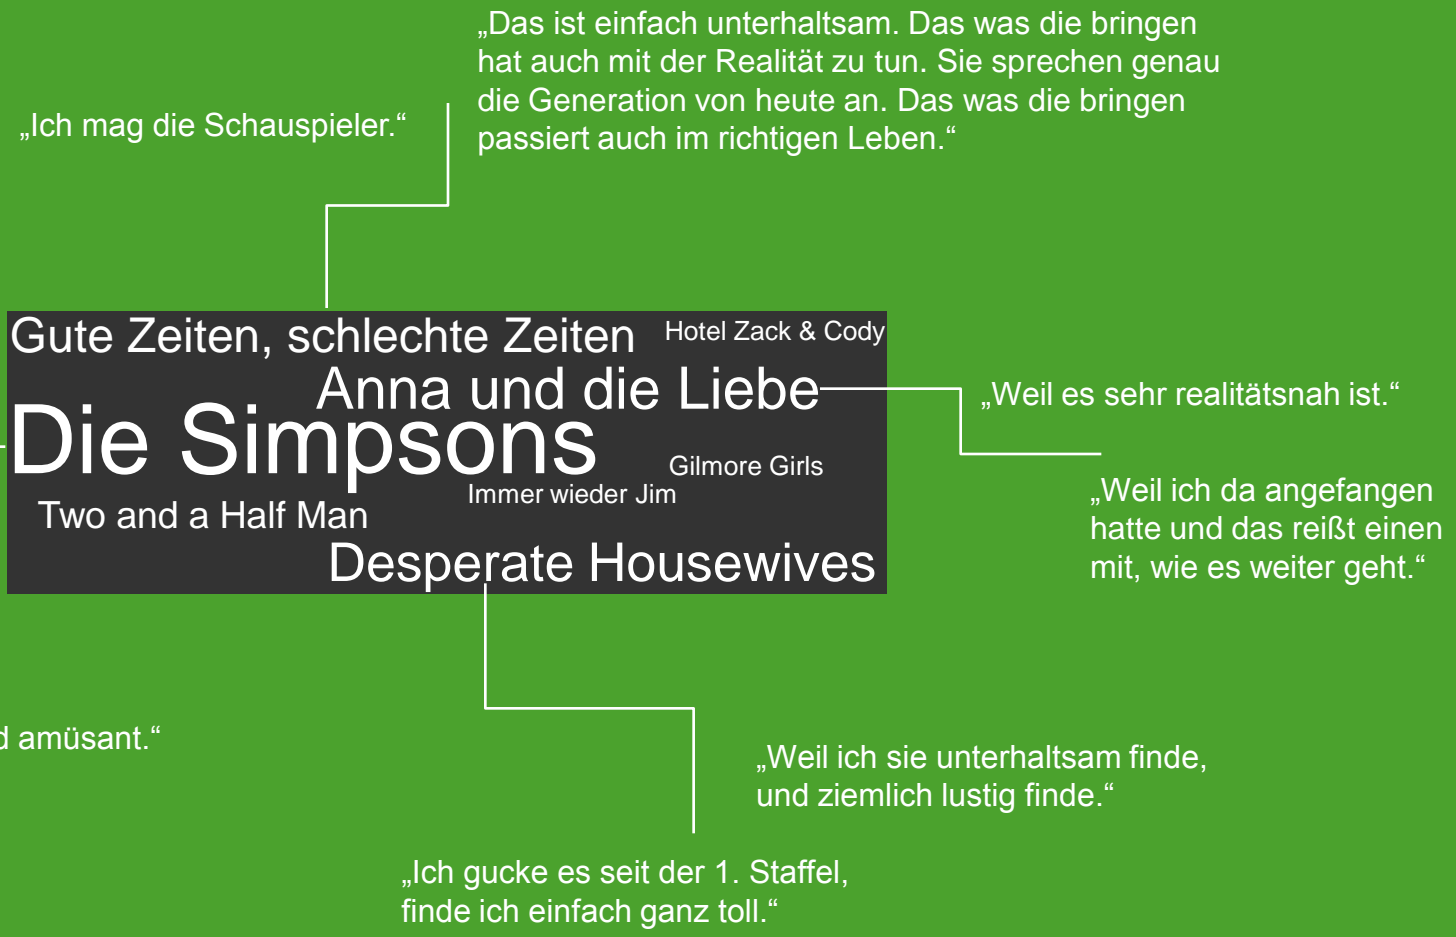 „Das ist einfach unterhaltsam. Das was die bringen
hat auch mit der Realität zu tun. Sie sprechen genau
die Generation von heute an. Das was die bringen
passiert auch im richtigen Leben.“
„Ich mag die Schauspieler.“
Gute Zeiten, schlechte Zeiten
Hotel Zack & Cody
Anna und die Liebe
„Weil es sehr realitätsnah ist.“
Die Simpsons
Gilmore Girls
Immer wieder Jim
„Weil ich da angefangen
hatte und das reißt einen
mit, wie es weiter geht.“
Two and a Half Man
Desperate Housewives
amüsant.“
„Weil ich sie unterhaltsam finde,
und ziemlich lustig finde.“
„Ich gucke es seit der 1. Staffel,
finde ich einfach ganz toll.“